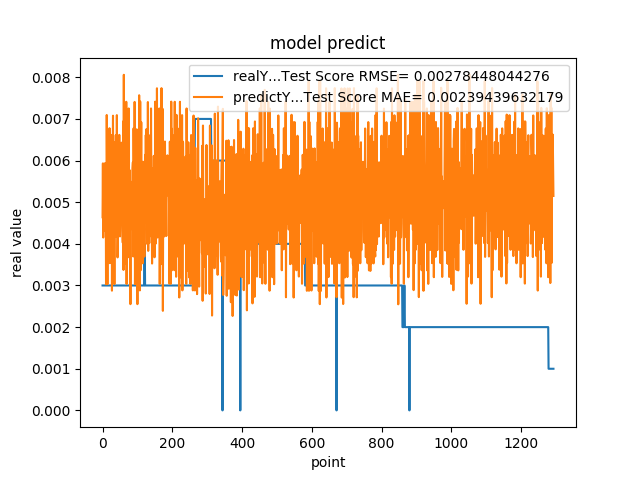 model predict
realY...Test Score RMSE= 0.00278448044276
predictY...Test Score MAE= 0.00239439632179
0.008
0.007
0.006
0.005
0.004
0.003
0.002
0.001
0.000
real value
0 200 400 600 800 1000 1200
point